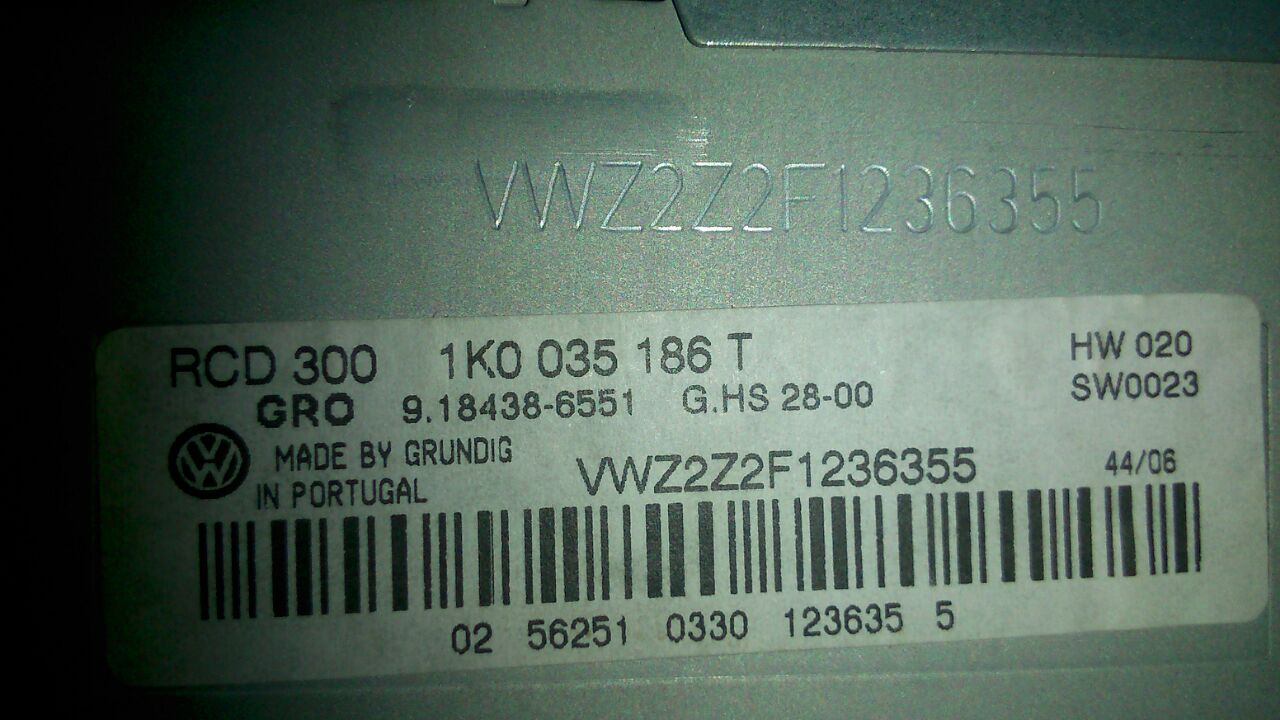 VWZ2Z2F1236355
RCD 300 1K0 035 186 T HW 020
GRO 9.18438-6551 G.HS 28-00 SW0023
MADE BY GRUNDIG
IN PORTUGAL VWZ2Z2F1236355 44/06
02 56251 0330 123635 5